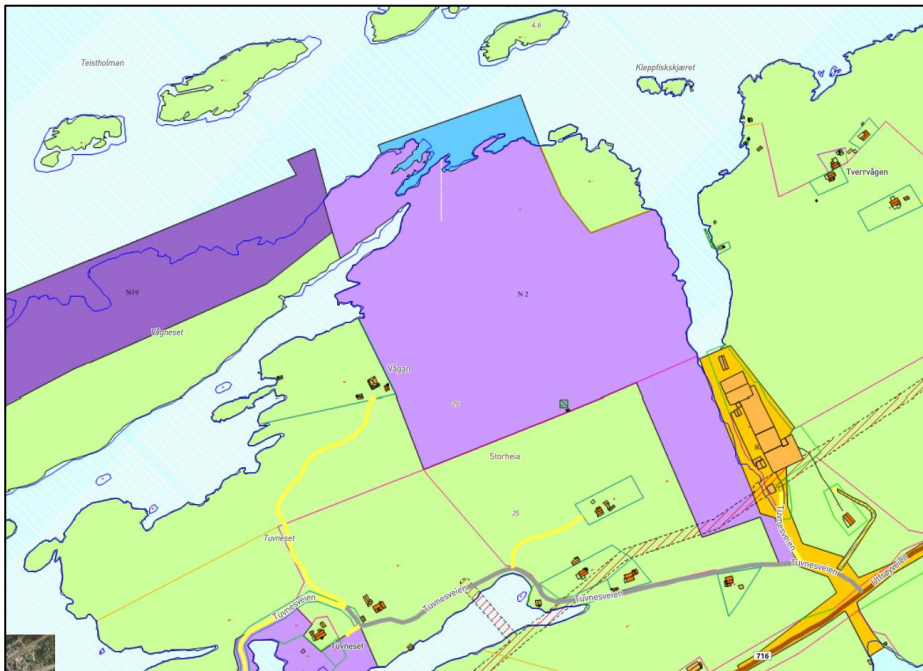 4.6
Teistholman
Kleppfiskskjæret
Tverrvågen
N19
N 2
Vågneset
Vågan
25
Storheia
25
Tuvneset
Tuvnesveien
Tuvnesveien
Tuvnesveien
Tuvnesveien
Tuvnesveien
Tuvneset
716